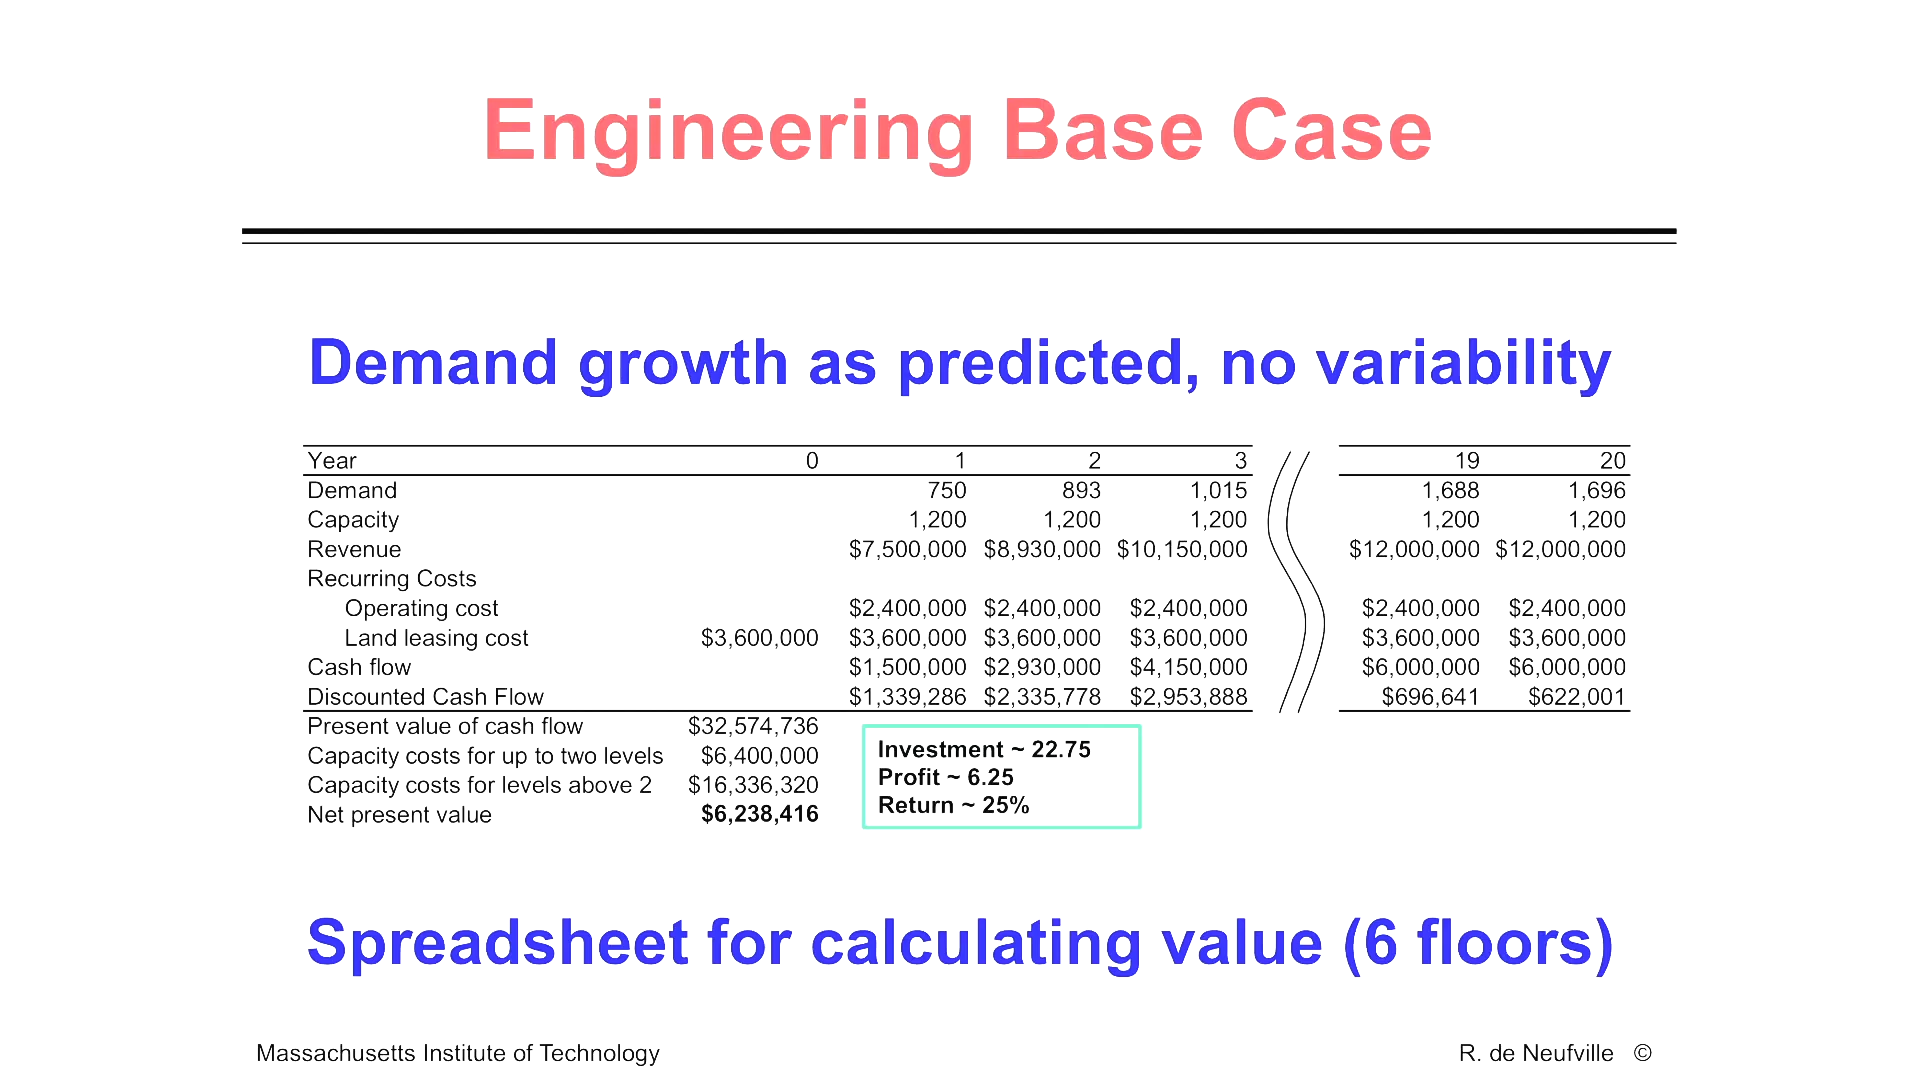 Engineering Base Case
Demand growth as predicted, no variability
Year 0 1 2 3 19 20
Demand 750 893 1,015 1,688 1,696
Capacity 1,200 1,200 1,200 1,200 1,200
Revenue $7,500,000 $8,930,000 $10,150,000 $12,000,000 $12,000,000
Recurring Costs
Operating cost $2,400,000 $2,400,000 $2,400,000 $2,400,000 $2,400,000
Land leasing cost $3,600,000 $3,600,000 $3,600,000 $3,600,000 $3,600,000 $3,600,000
Cash flow $1,500,000 $2,930,000 $4,150,000 $6,000,000 $6,000,000
Discounted Cash Flow $1,339,286 $2,335,778 $2,953,888 $696,641 $622,001
Present value of cash flow $32,574,736
Capacity costs for up to two levels $6,400,000
Capacity costs for levels above 2 $16,336,320
Net present value $6,238,416
Investment ~ 22.75
Profit ~ 6.25
Return ~ 25%
Spreadsheet for calculating value (6 floors)
Massachusetts Institute of Technology R. de Neufville ©